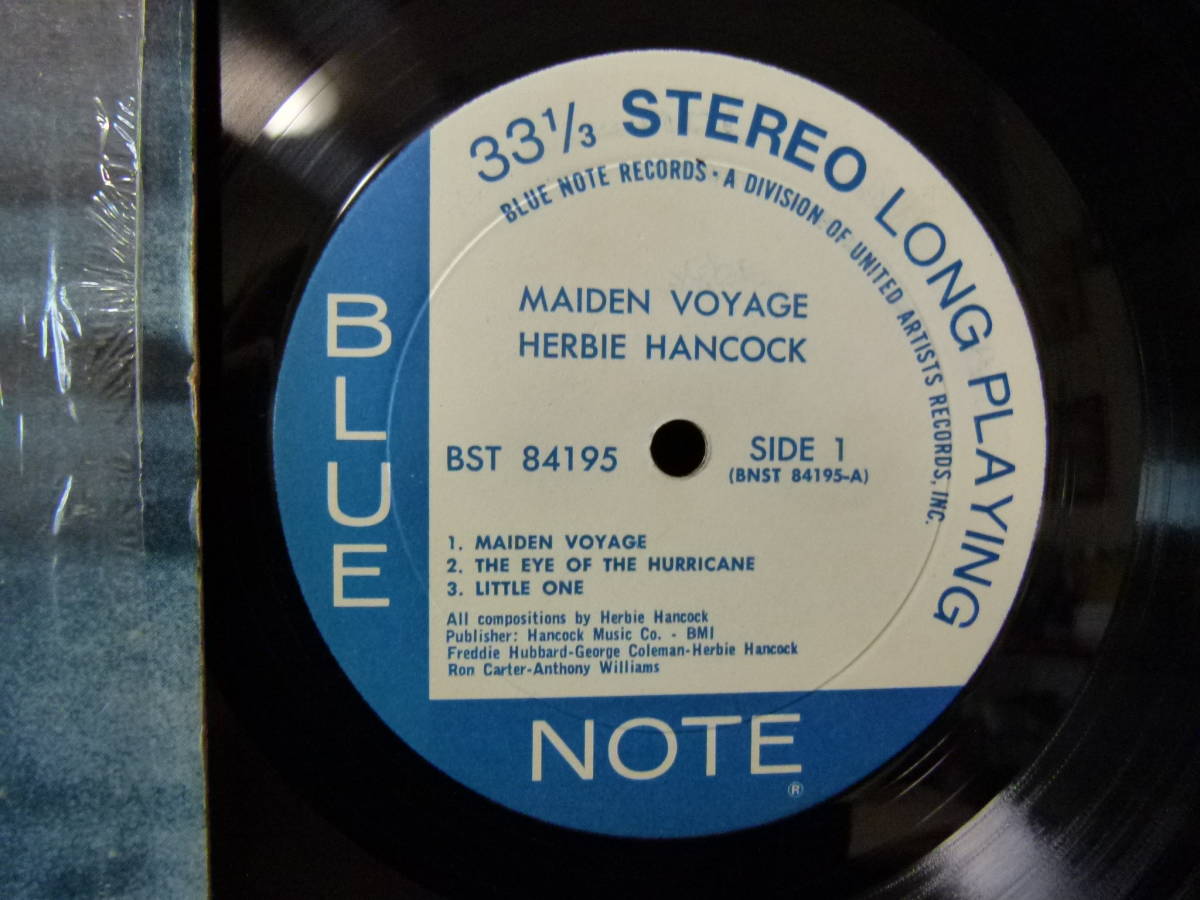 33⅓ STEREO LONG PLAYING
BLUE NOTE RECORDS · A DIVISION OF UNITED ARTISTS RECORDS, INC.
MAIDEN VOYAGE
HERBIE HANCOCK
BST 84195
SIDE 1
(BNST 84195-A)
1. MAIDEN VOYAGE
2. THE EYE OF THE HURRICANE
3. LITTLE ONE
All compositions by Herbie Hancock
Publisher: Hancock Music Co. - BMI
Freddie Hubbard-George Coleman-Herbie Hancock
Ron Carter-Anthony Williams
BLUE
NOTE
®